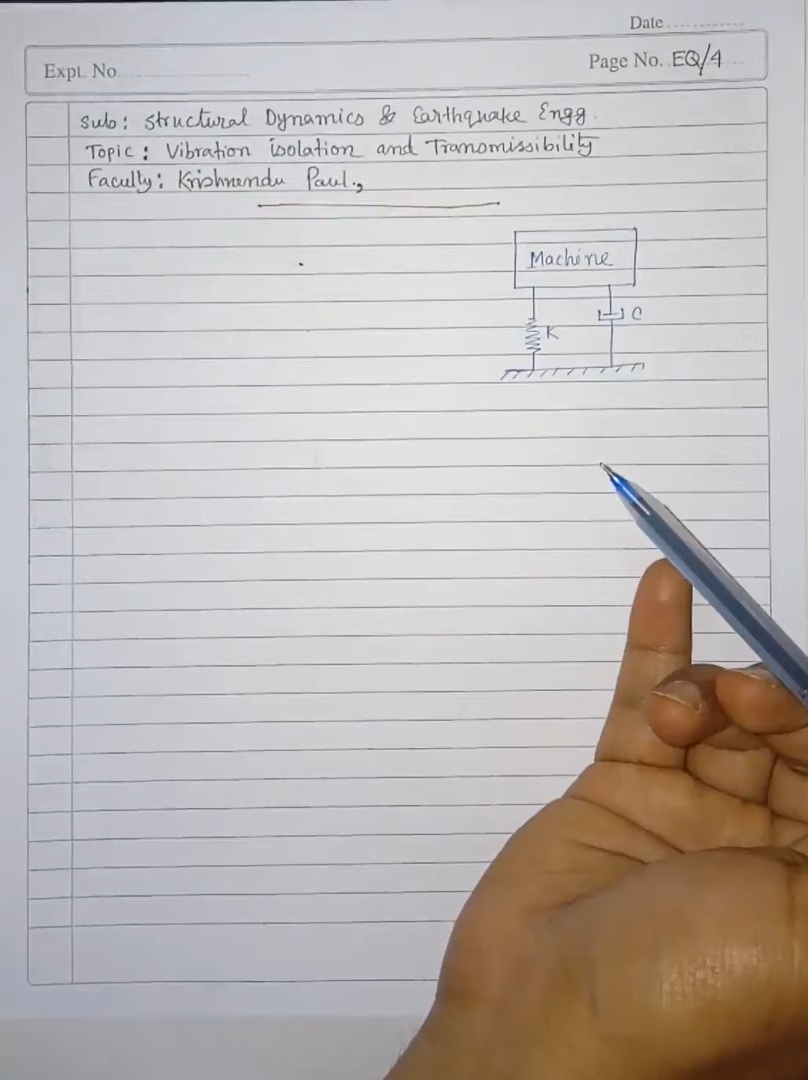 Date
Expt. No.
Page No. EQ/4
Sub: Structural Dynamics & Earthquake Engg.
Topic: Vibration isolation and Transmissibility
Faculty: Krishnendu Paul.,
Machine
K
C